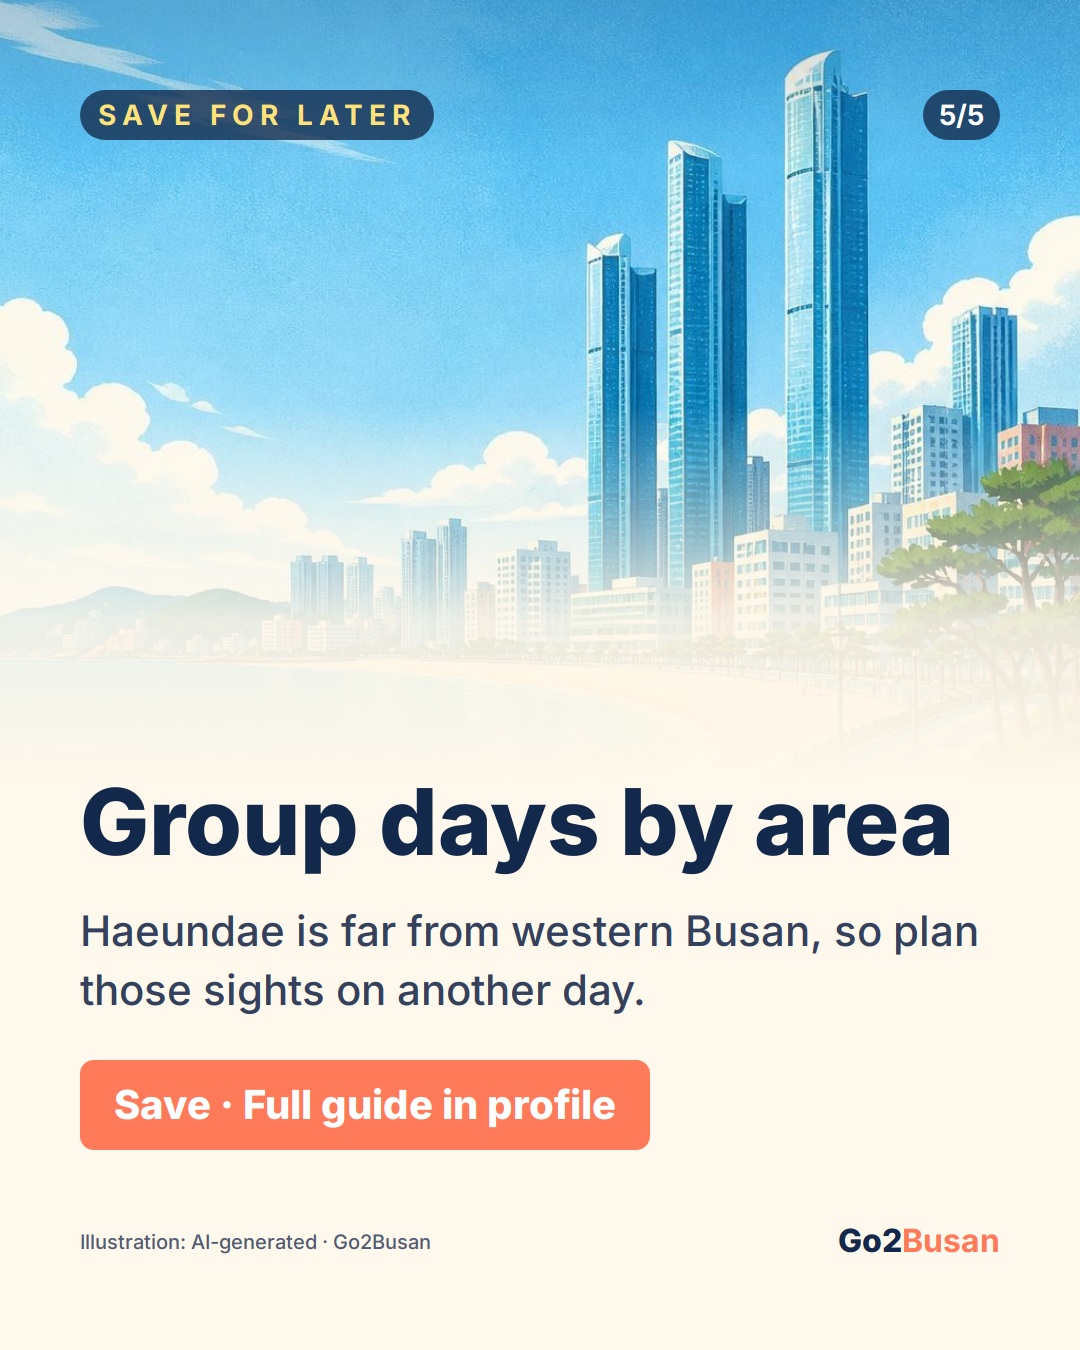 SAVE FOR LATER
5/5
Group days by area
Haeundae is far from western Busan, so plan
those sights on another day.
Save · Full guide in profile
Illustration: AI-generated · Go2Busan
Go2Busan